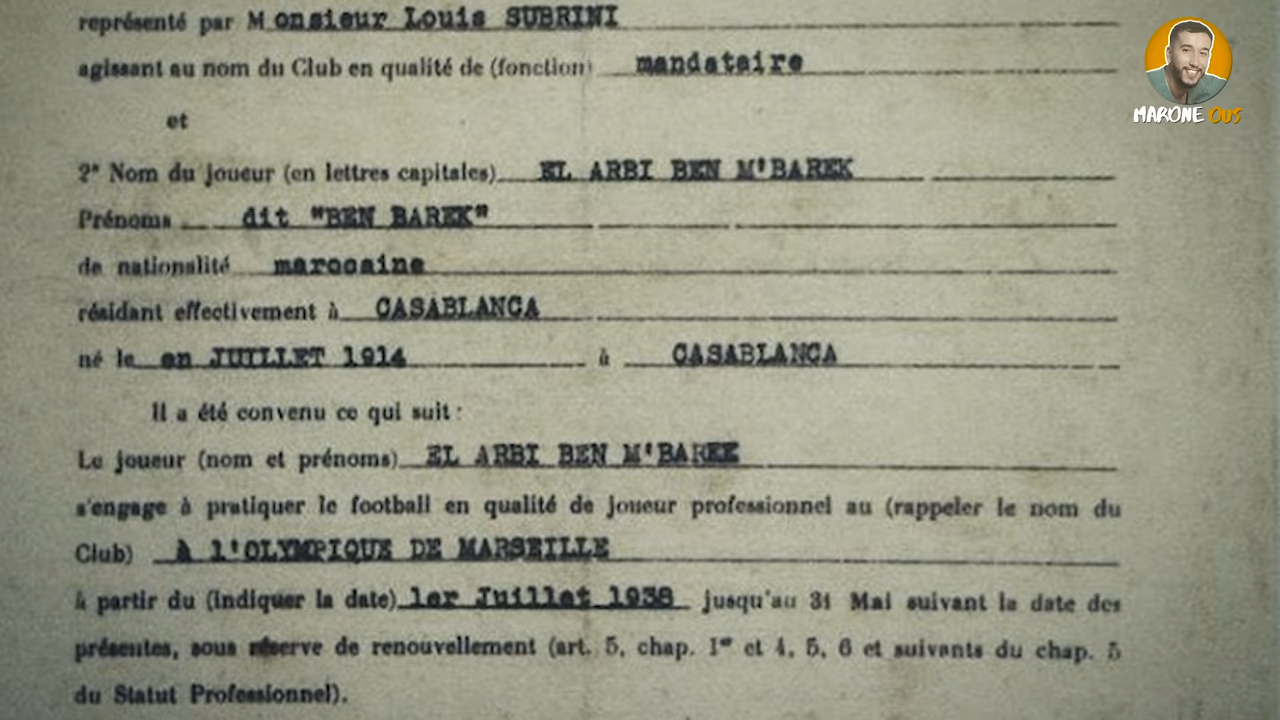 représenté par Monsieur Louis SUBRINI
agissant au nom du Club en qualité de (fonction) mandataire
et
2° Nom du joueur (en lettres capitales) EL ARBI BEN M'BAREK
Prénoms dit "BEN BAREK"
de nationalité marocaine
résidant effectivement à CASABLANCA
né le en JUILLET 1914 à CASABLANCA
Il a été convenu ce qui suit :
Le joueur (nom et prénoms) EL ARBI BEN M'BAREK
s'engage à pratiquer le football en qualité de joueur professionnel au (rappeler le nom du
Club) à l'OLYMPIQUE DE MARSEILLE
à partir du (indiquer la date) 1er Juillet 1938 jusqu'au 31 Mai suivant la date des
présentes, sous réserve de renouvellement (art. 5, chap. Ier et 4, 5, 6 et suivants du chap. 5
du Statut Professionnel).
MARONE OUS